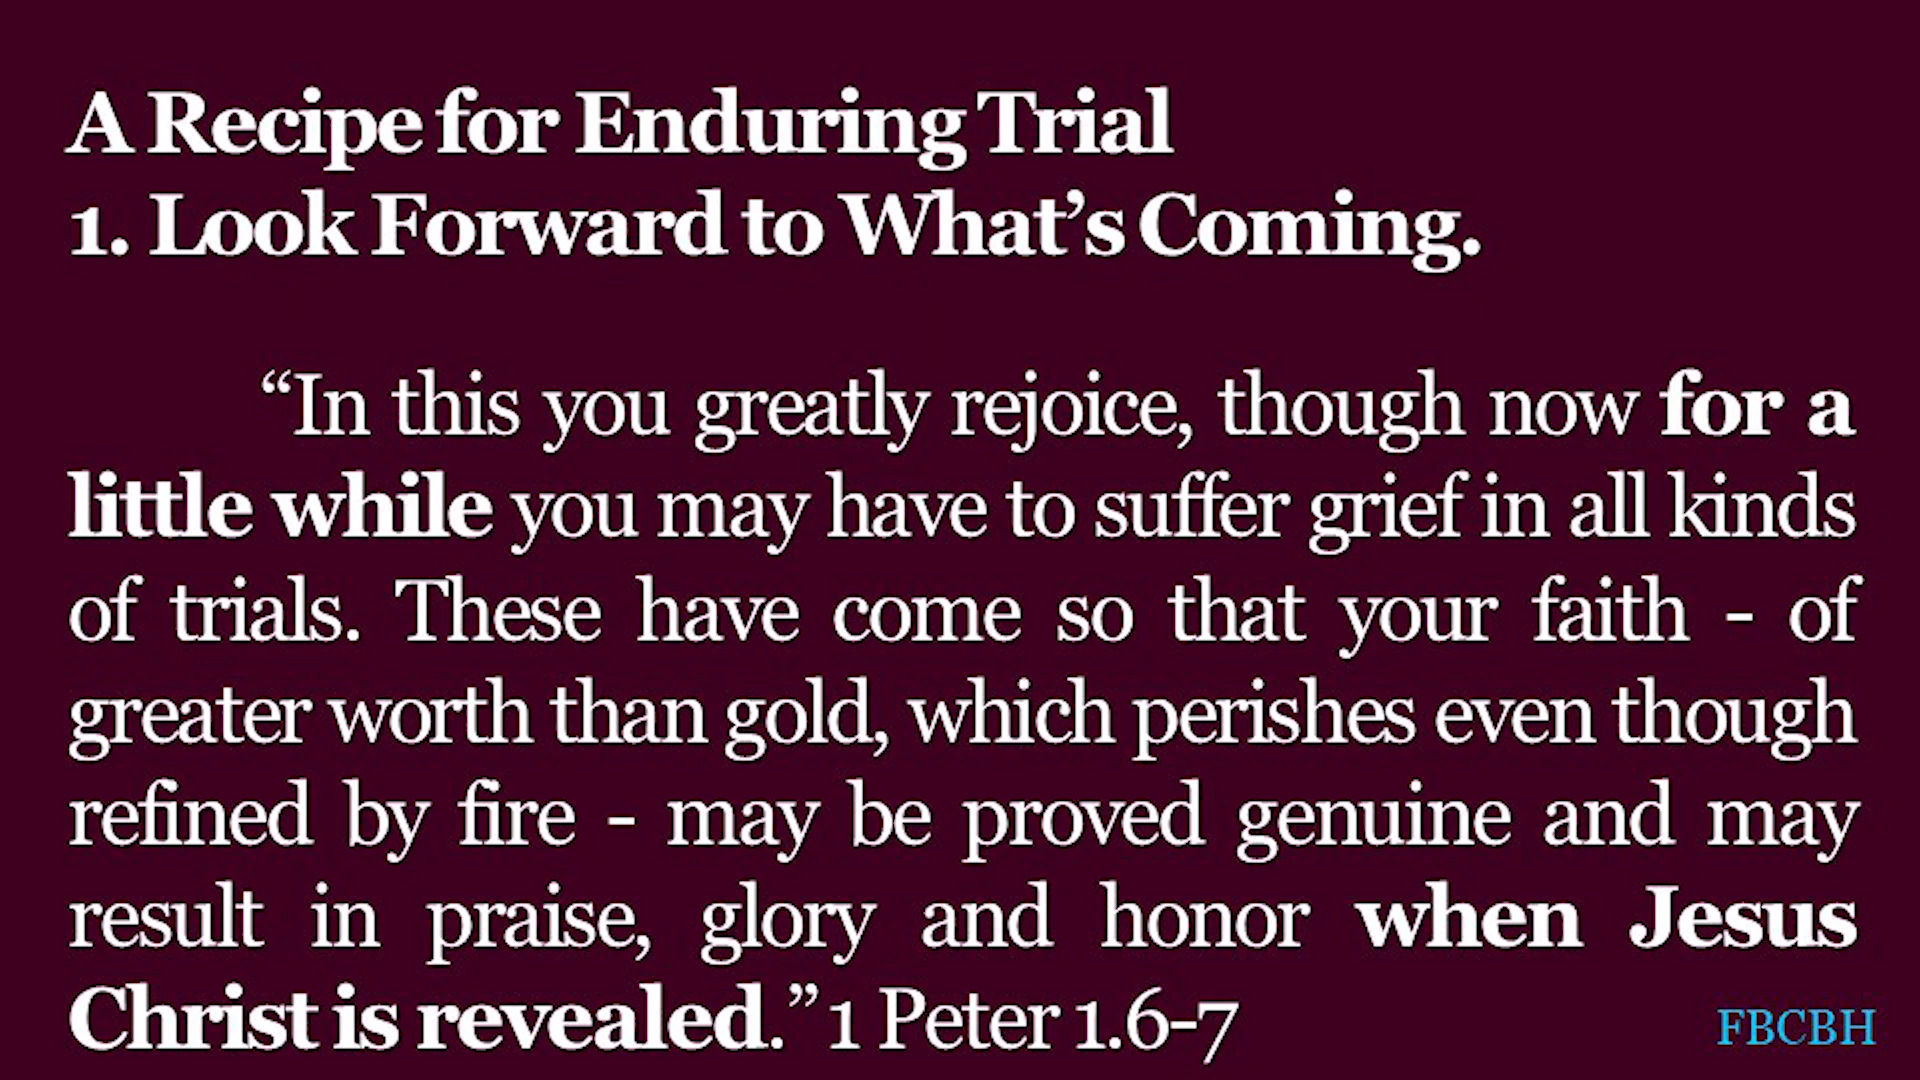 A Recipe for Enduring Trial
1. Look Forward to What’s Coming.
“In this you greatly rejoice, though now for a
little while you may have to suffer grief in all kinds
of trials. These have come so that your faith - of
greater worth than gold, which perishes even though
refined by fire - may be proved genuine and may
result in praise, glory and honor when Jesus
Christ is revealed.” 1 Peter 1.6-7
FBCBH